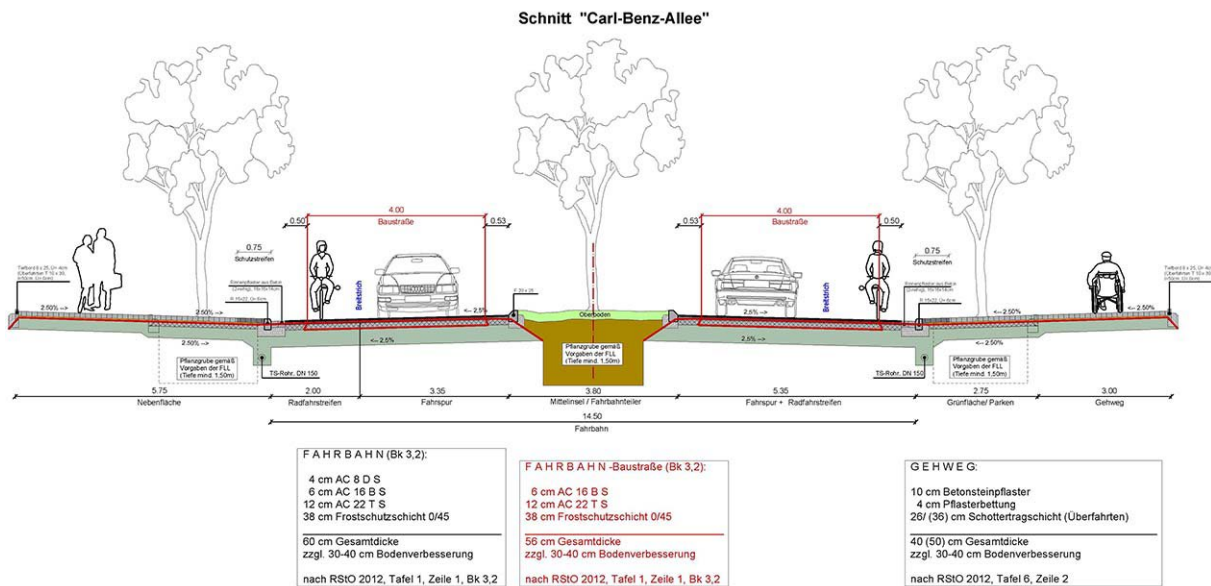 Schnitt "Carl-Benz-Allee"
4.00
Baustraße
0.50
0.53
0.53
4.00
Baustraße
0.50
0.75
Schutzstreifen
0.75
Schutzstreifen
Breitstrich
Breitstrich
2.50%
2.50% -->
<-- 2,5%
Oberboden
2,5% -->
<-- 2.50%
<-- 2.50%
2.50% -->
<-- 2.5%
2,5% -->
<-- 2.50%
Pflanzgrube gemäß
Vorgaben der FLL
(Tiefe mind. 1,50m)
TS-Rohr, DN 150
Pflanzgrube gemäß
Vorgaben der FLL
(Tiefe mind. 1,50m)
TS-Rohr, DN 150
Pflanzgrube gemäß
Vorgaben der FLL
(Tiefe mind. 1,50m)
5.75
2.00
3.35
3.80
5.35
2.75
3.00
Nebenfläche
Radfahrstreifen
Fahrspur
Mittelinsel / Fahrbahnteiler
Fahrspur + Radfahrstreifen
Grünfläche/ Parken
Gehweg
14.50
Fahrbahn
FAHRBAHN (Bk 3,2):
4 cm AC 8 D S
6 cm AC 16 B S
12 cm AC 22 T S
38 cm Frostschutzschicht 0/45
60 cm Gesamtdicke
zzgl. 30-40 cm Bodenverbesserung
nach RStO 2012, Tafel 1, Zeile 1, Bk 3,2
FAHRBAHN -Baustraße (Bk 3,2):
6 cm AC 16 B S
12 cm AC 22 T S
38 cm Frostschutzschicht 0/45
56 cm Gesamtdicke
zzgl. 30-40 cm Bodenverbesserung
nach RStO 2012, Tafel 1, Zeile 1, Bk 3,2
GEHWEG:
10 cm Betonsteinpflaster
4 cm Pflasterbettung
26/ (36) cm Schottertragschicht (Überfahrten)
40 (50) cm Gesamtdicke
zzgl. 30-40 cm Bodenverbesserung
nach RStO 2012, Tafel 6, Zeile 2